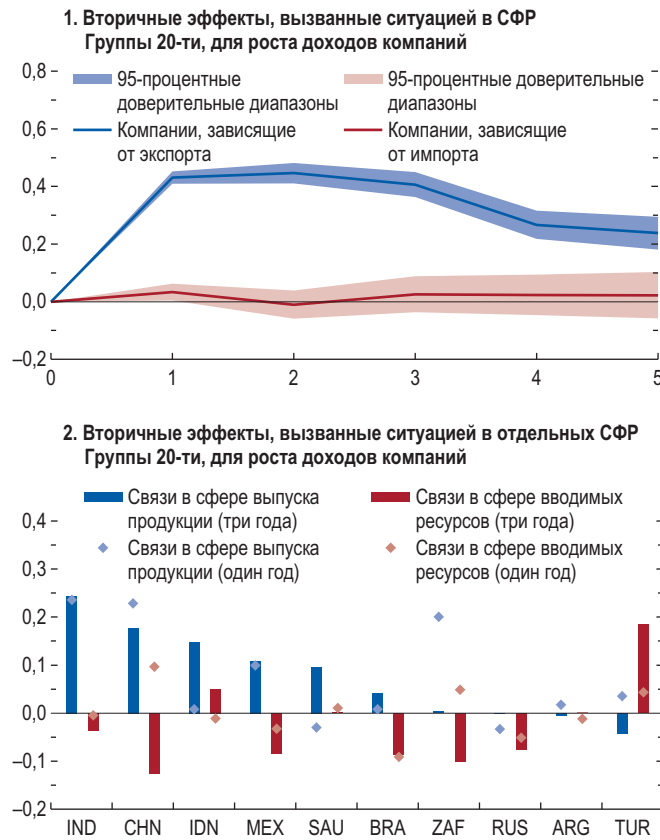 1. Вторичные эффекты, вызванные ситуацией в СФР
Группы 20-ти, для роста доходов компаний
0,8
0,6
0,4
0,2
0,0
–0,2
95-процентные
доверительные диапазоны
95-процентные доверительные
диапазоны
Компании, зависящие
от экспорта
Компании, зависящие
от импорта
0 1 2 3 4 5
2. Вторичные эффекты, вызванные ситуацией в отдельных СФР
Группы 20-ти, для роста доходов компаний
Связи в сфере выпуска
продукции (три года)
Связи в сфере вводимых
ресурсов (три года)
Связи в сфере выпуска
продукции (один год)
Связи в сфере вводимых
ресурсов (один год)
0,4
0,3
0,2
0,1
0,0
–0,1
–0,2
IND CHN IDN MEX SAU BRA ZAF RUS ARG TUR